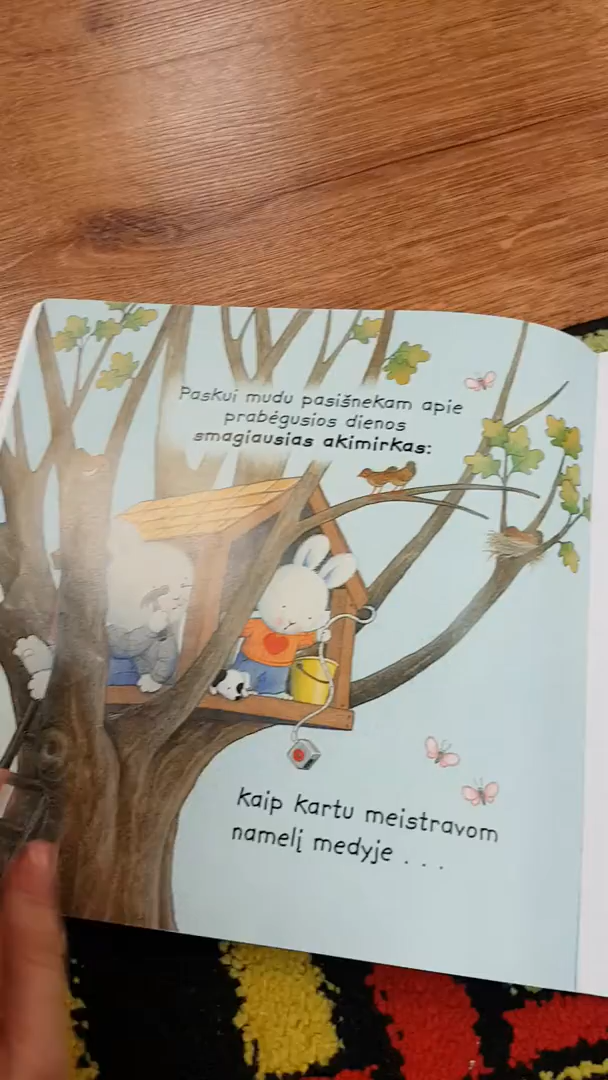 Paskui mudu pasišnekam apie
prabėgusios dienos
smagiausias akimirkas:
kaip kartu meistravom
namelį medyje . . .